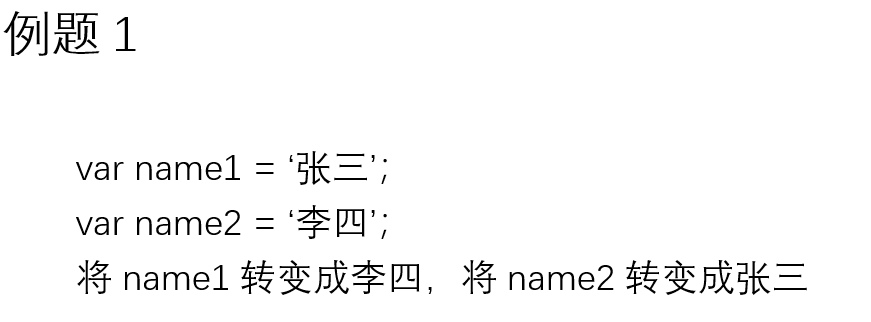 例题 1
var name1 = ‘张三’;
var name2 = ‘李四’;
将 name1 转变成李四，将 name2 转变成张三